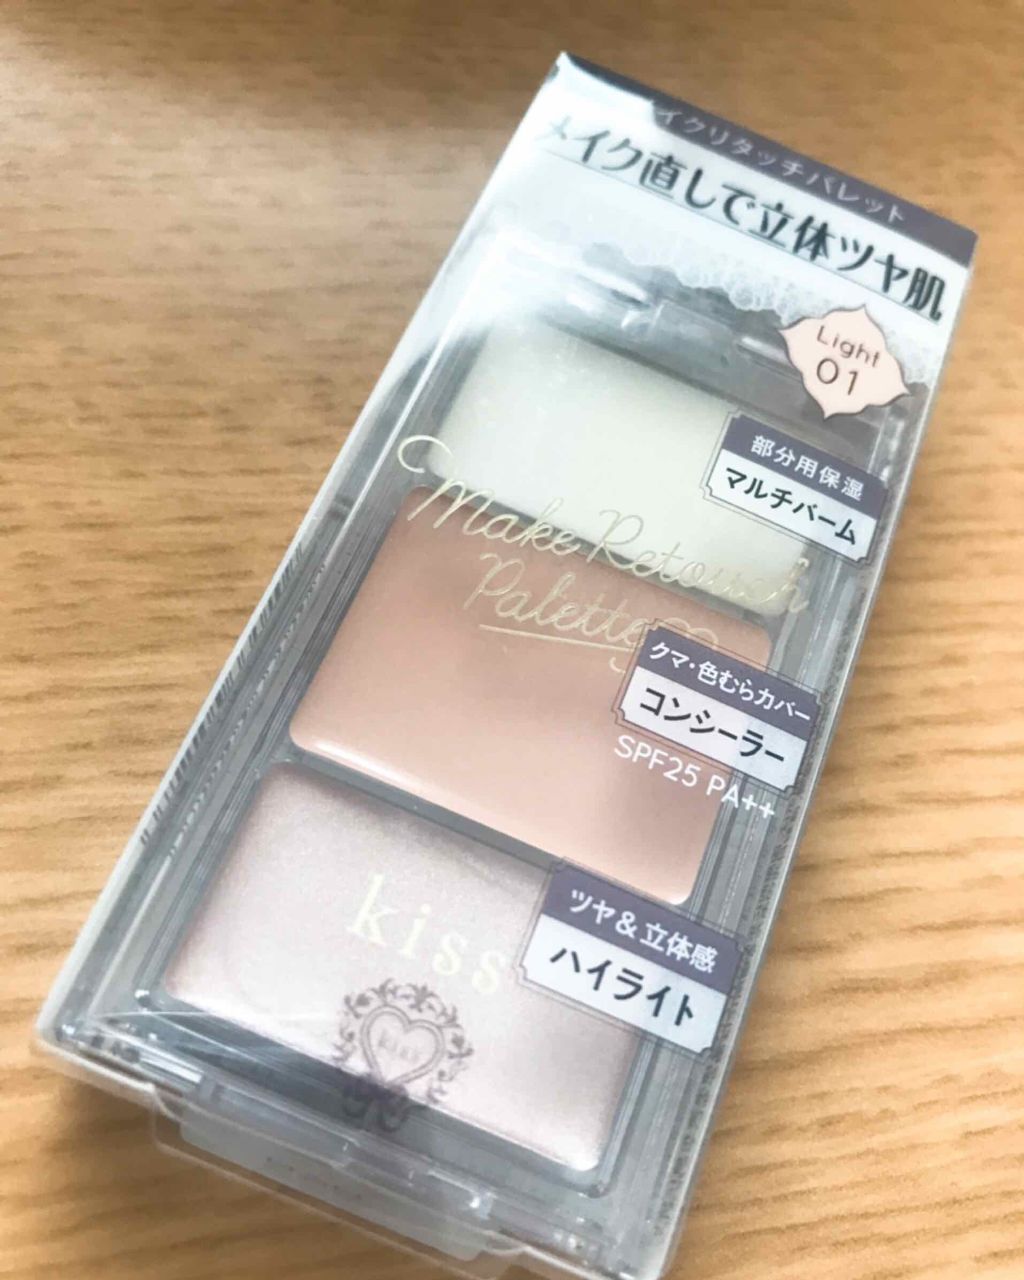 イクリタッチパレット
メイク直しで立体ツヤ肌
Light
01
部分用保湿
マルチバーム
Make Retouch
Palette
クマ・色むらカバー
コンシーラー
SPF25 PA++
ツヤ&立体感
ハイライト
kiss
kiss